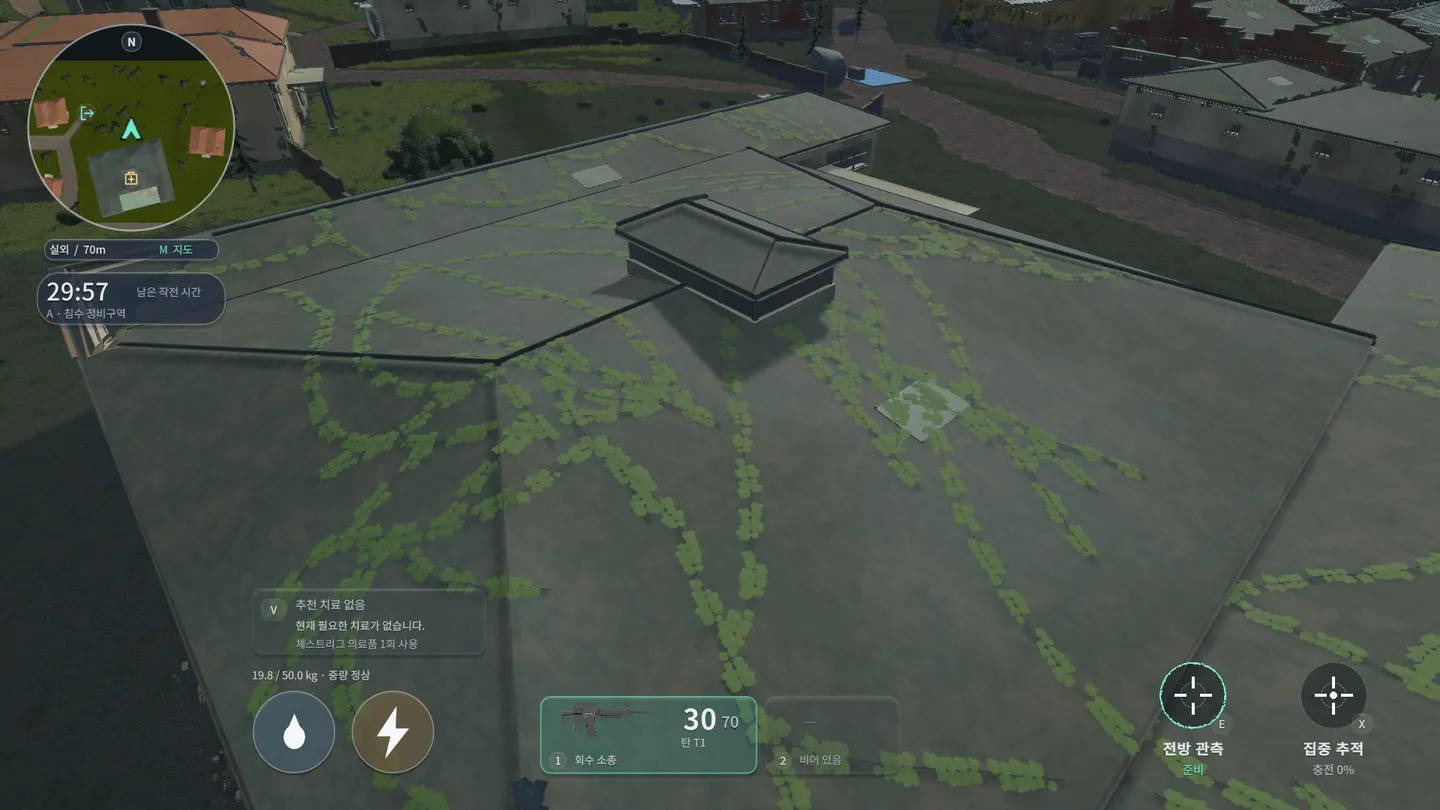 N
실외 / 70m
M 지도
29:57
남은 작전 시간
A · 침수 정비구역
V
추천 치료 없음
현재 필요한 치료가 없습니다.
체스트리그 의료품 1회 사용
19.8 / 50.0 kg · 중량 정상
30 70
탄 T1
1 회수 소총
—
2 비어 있음
E
전방 관측
준비
X
집중 추적
충전 0%